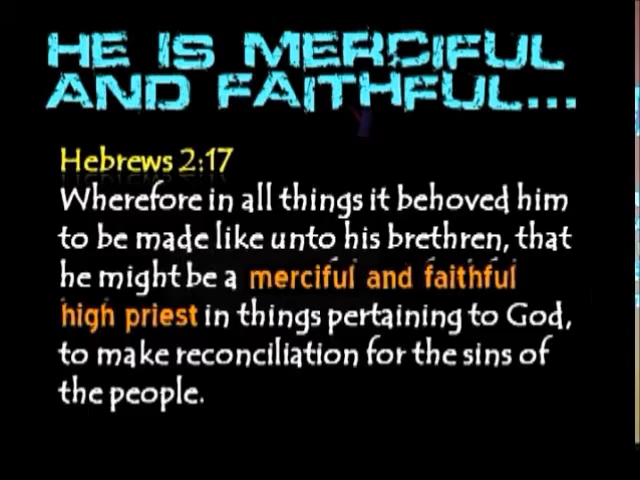 HE IS MERCIFUL
AND FAITHFUL...
Hebrews 2:17
Wherefore in all things it behoved him
to be made like unto his brethren, that
he might be a merciful and faithful
high priest in things pertaining to God,
to make reconciliation for the sins of
the people.